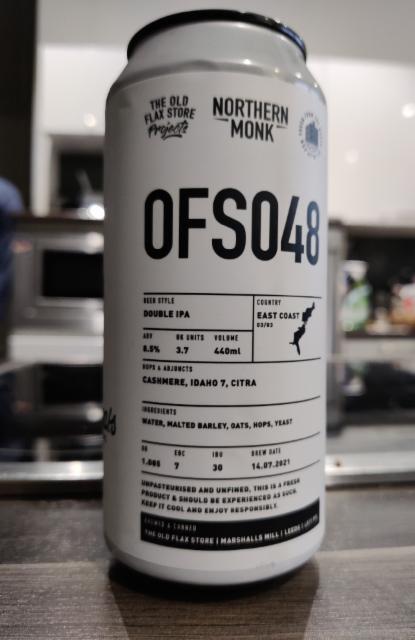 THE OLD
FLAX STORE
Projects
NORTHERN
MONK
OFS048
BEER STYLE
DOUBLE IPA
COUNTRY
EAST COAST
03/03
ABV
8.5%
UK UNITS
3.7
VOLUME
440ml
HOPS & ADJUNCTS
CASHMERE, IDAHO 7, CITRA
INGREDIENTS
WATER, MALTED BARLEY, OATS, HOPS, YEAST
OG
1.085
EBC
7
IBU
30
BREW DATE
14.07.2021
UNPASTEURISED AND UNFINED, THIS IS A FRESH
PRODUCT & SHOULD BE EXPERIENCED AS SUCH.
KEEP IT COOL AND ENJOY RESPONSIBLY.
BREWED & CANNED
THE OLD FLAX STORE | MARSHALLS MILL | LEEDS |